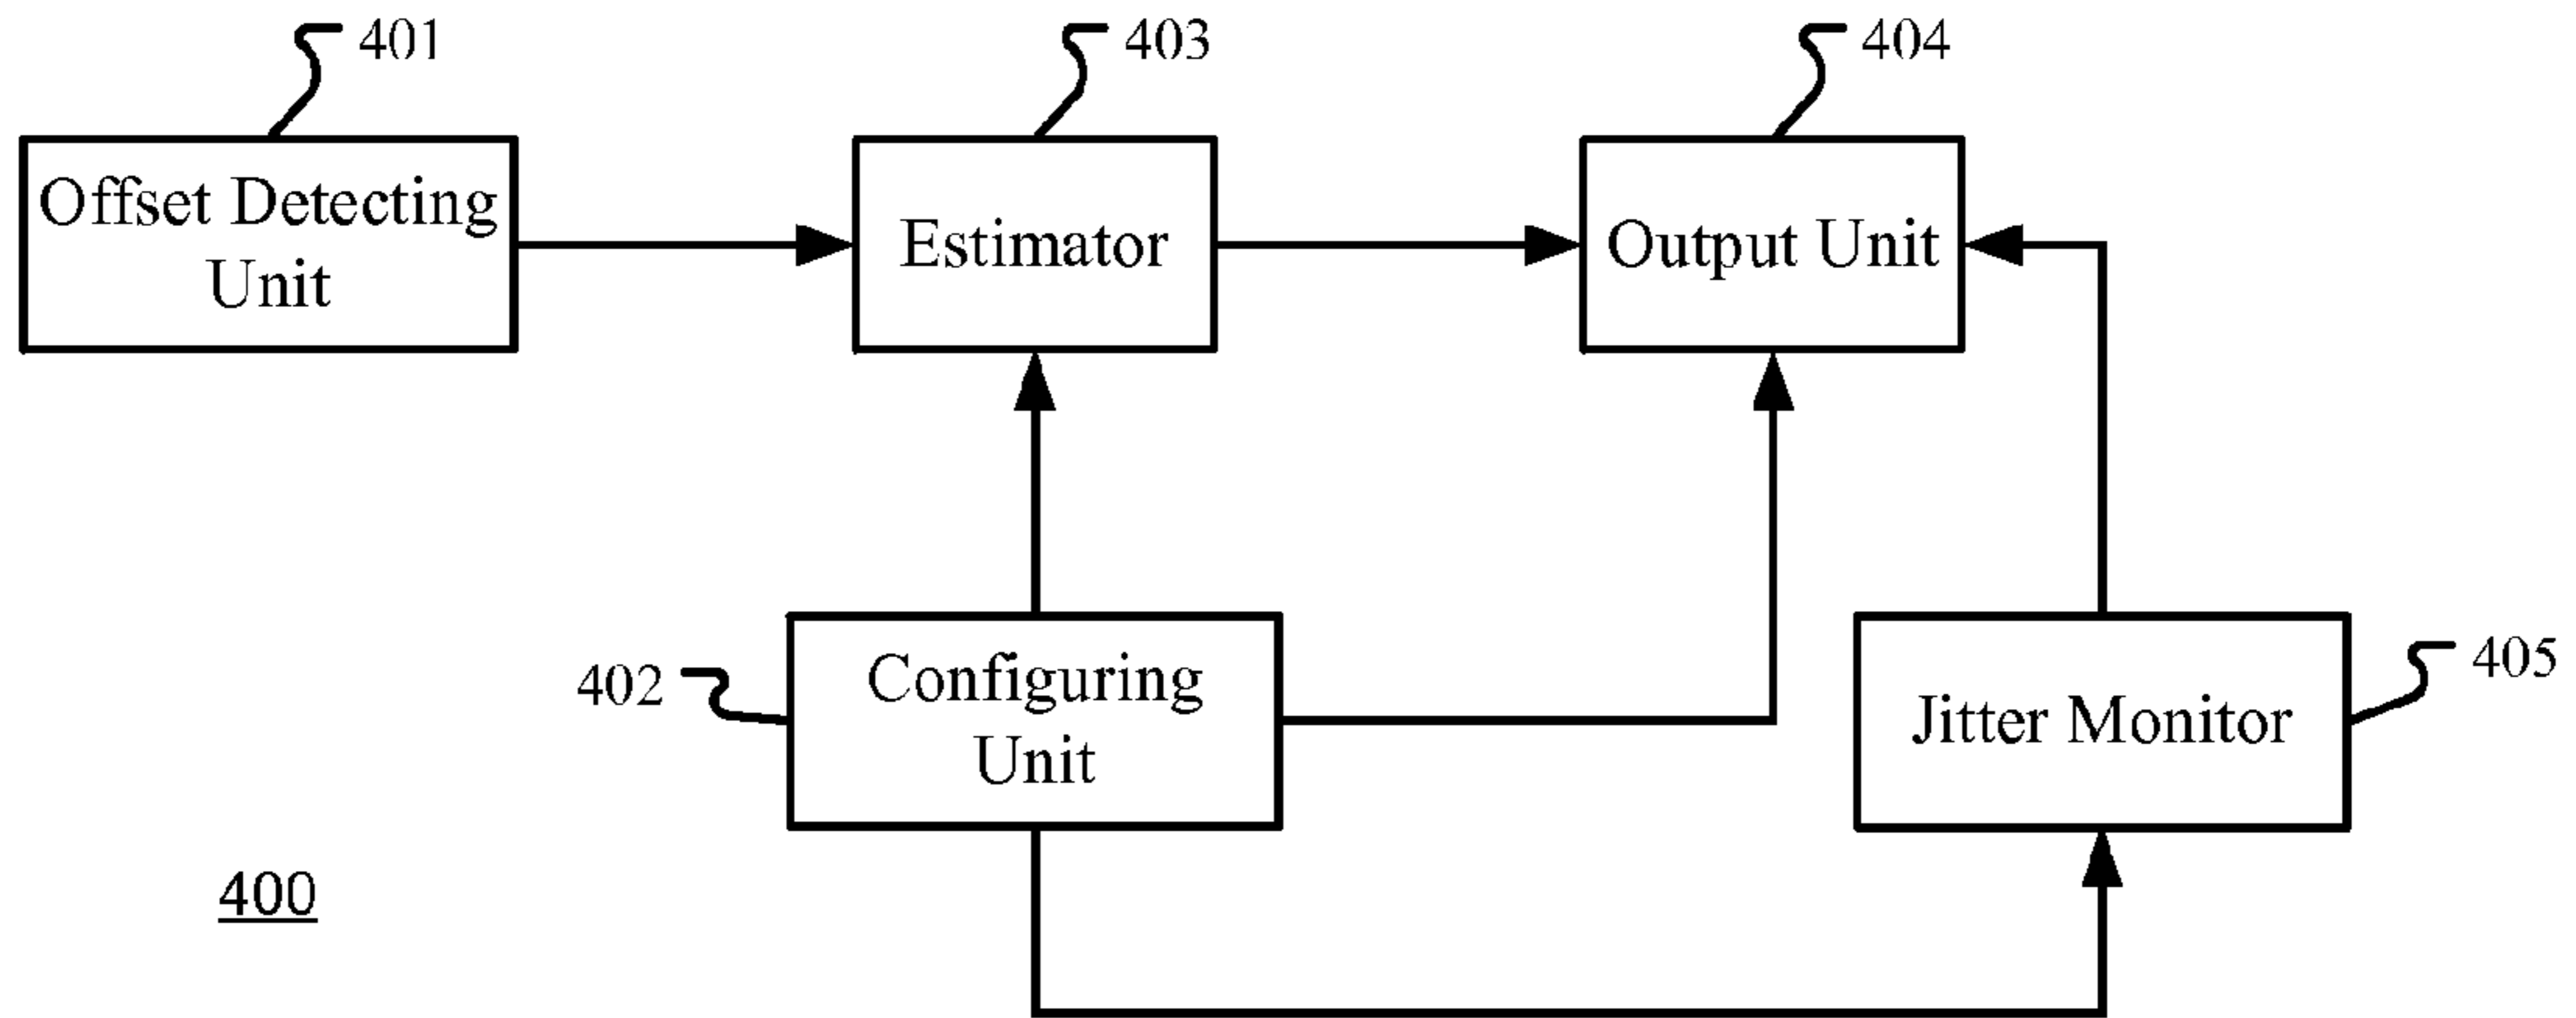 401
403
404
Offset Detecting
Unit
Estimator
Output Unit
402
Configuring
Unit
Jitter Monitor
405
400